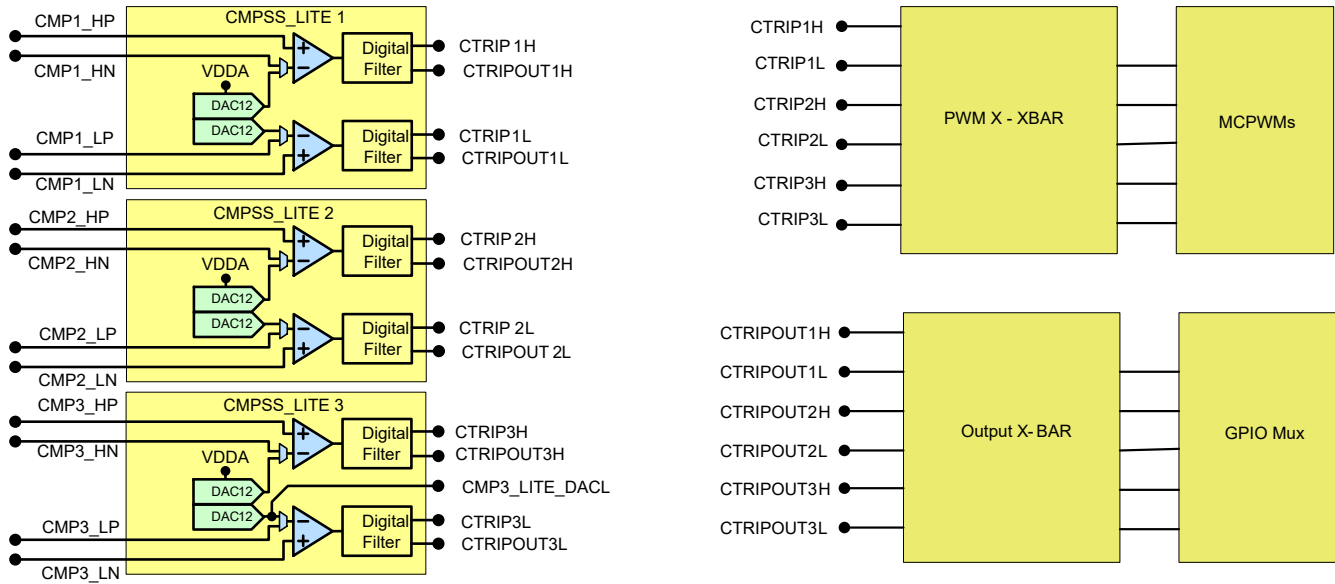 CMPSS_LITE 1
CMP1_HP
CMP1_HN
VDDA
DAC12
DAC12
CMP1_LP
CMP1_LN
Digital
Filter
CTRIP 1H
CTRIPOUT1H
Digital
Filter
CTRIP1L
CTRIPOUT1L
CMPSS_LITE 2
CMP2_HP
CMP2_HN
VDDA
DAC12
DAC12
CMP2_LP
CMP2_LN
Digital
Filter
CTRIP 2H
CTRIPOUT2H
Digital
Filter
CTRIP 2L
CTRIPOUT 2L
CMPSS_LITE 3
CMP3_HP
CMP3_HN
VDDA
DAC12
DAC12
CMP3_LP
CMP3_LN
Digital
Filter
CTRIP3H
CTRIPOUT3H
CMP3_LITE_DACL
Digital
Filter
CTRIP3L
CTRIPOUT3L
CTRIP1H
CTRIP1L
CTRIP2H
CTRIP2L
CTRIP3H
CTRIP3L
PWM X - XBAR
MCPWMs
CTRIPOUT1H
CTRIPOUT1L
CTRIPOUT2H
CTRIPOUT2L
CTRIPOUT3H
CTRIPOUT3L
Output X- BAR
GPIO Mux